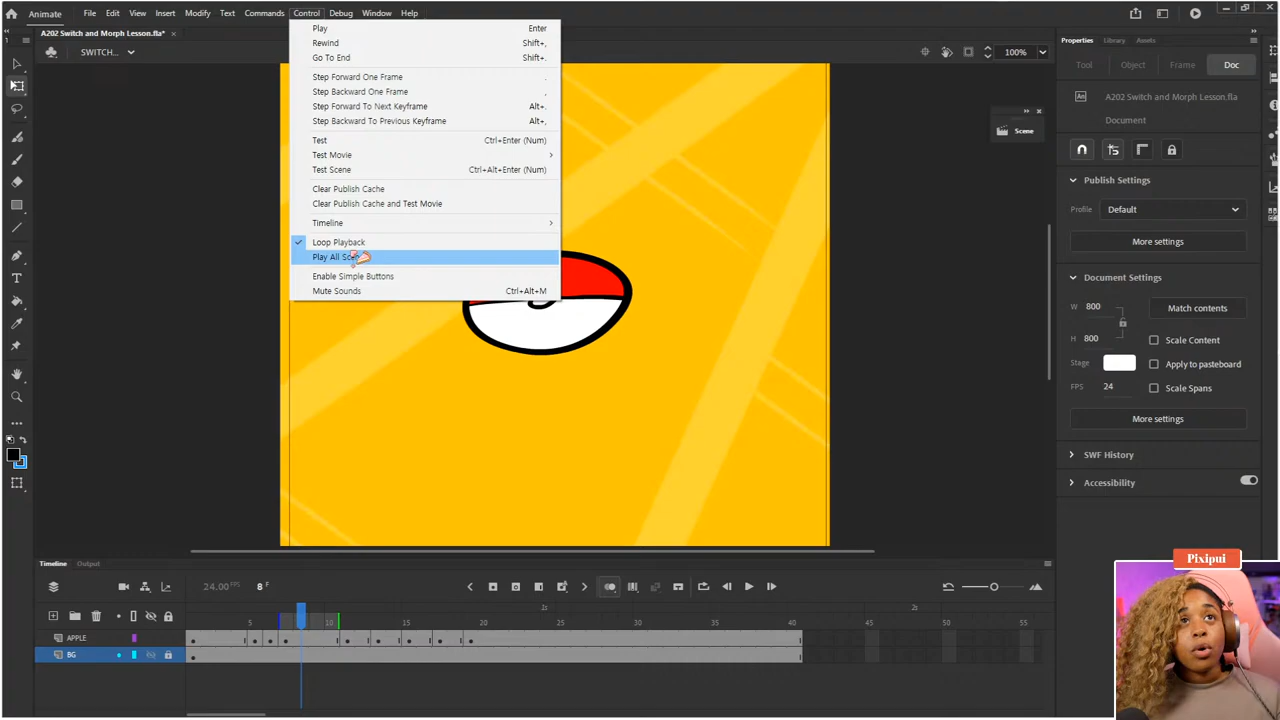 Animate File Edit View Insert Modify Text Commands Control Debug Window Help
A202 Switch and Morph Lesson.fla*
SWITCH...
100%
Play Enter
Rewind Shift+,
Go To End Shift+.
Step Forward One Frame .
Step Backward One Frame ,
Step Forward To Next Keyframe Alt+.
Step Backward To Previous Keyframe Alt+,
Test Ctrl+Enter (Num)
Test Movie
Test Scene Ctrl+Alt+Enter (Num)
Clear Publish Cache
Clear Publish Cache and Test Movie
Timeline
Loop Playback
Play All
Enable Simple Buttons
Mute Sounds Ctrl+Alt+M
Scene
Properties Library Assets
Tool Object Frame Doc
An A202 Switch and Morph Lesson.fla
Document
Publish Settings
Profile Default
More settings
Document Settings
W 800 Match contents
H 800 Scale Content
Stage Apply to pasteboard
FPS 24 Scale Spans
More settings
SWF History
Accessibility
Timeline Output
24.00 FPS 8 F
1s 2s
5 10 15 20 25 30 35 40 45 50 55
APPLE
BG
Pixipui